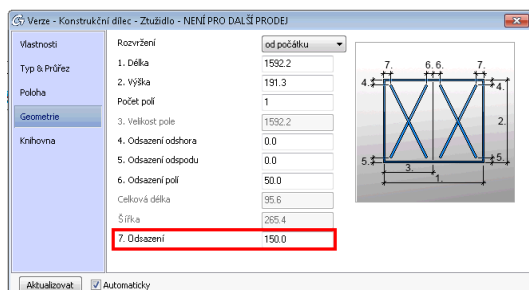 Verze - Konstrukční dílec - Ztužidlo - NENÍ PRO DALŠÍ PRODEJ
Vlastnosti
Typ & Průřez
Poloha
Geometrie
Knihovna
Rozvržení od počátku
1. Délka 1592.2
2. Výška 191.3
Počet polí 1
3. Velikost pole 1592.2
4. Odsazení odshora 0.0
5. Odsazení odspodu 0.0
6. Odsazení polí 50.0
Celková délka 95.6
Šířka 265.4
7. Odsazení 150.0
7. 6. 6. 7.
4. 4.
2.
5. 5.
3.
1.
Aktualizovat Automaticky